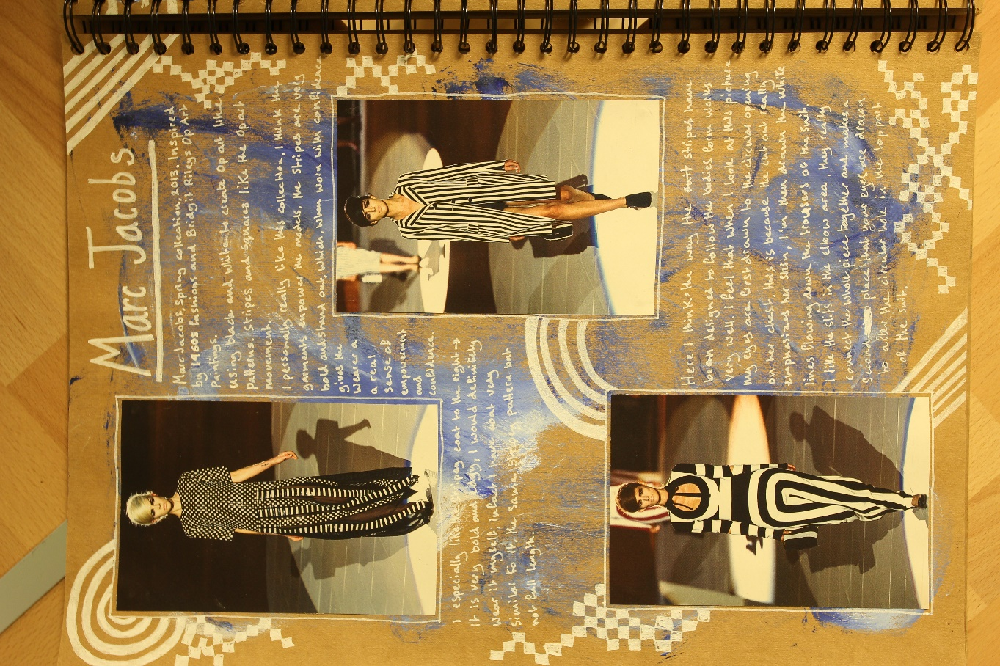 Marc Jacobs
Marc Jacobs, Spring collection, 2013, Inspired
by 1960s fashions and Bridgit Rileys Op Art
Paintings.
Using black and white to create Op art like
Patterns. Stripes and squares like the Op art
movement.
I personally really like this collection, I think the
garments empower the models, the stripes are very
bold and stand out, which, when worn with confidence
gives the
wearer a
a real
sense of
empowerment
and
confidence.
I especially like the stripey coat to the right →
It is very bold and edgy, I would definitely
wear it myself, infact I have a coat very
similar to it. the same stripey pattern but
not full length.
Here I think the way the suit stripes have
been designed to follow the bodies form works
very well. I feel that when I look at this picture
my eyes are first drawn to the circular opening
on her chest, this is because the cut out really
emphasizes her skin, I'm then drawn the white
lines flowing down the trousers of the suit.
I like the slits in the elbow area, they really
connect the whole piece together and makes a
Second place that your eyes are drawn
to after the circular hole in the top part
of the suit.